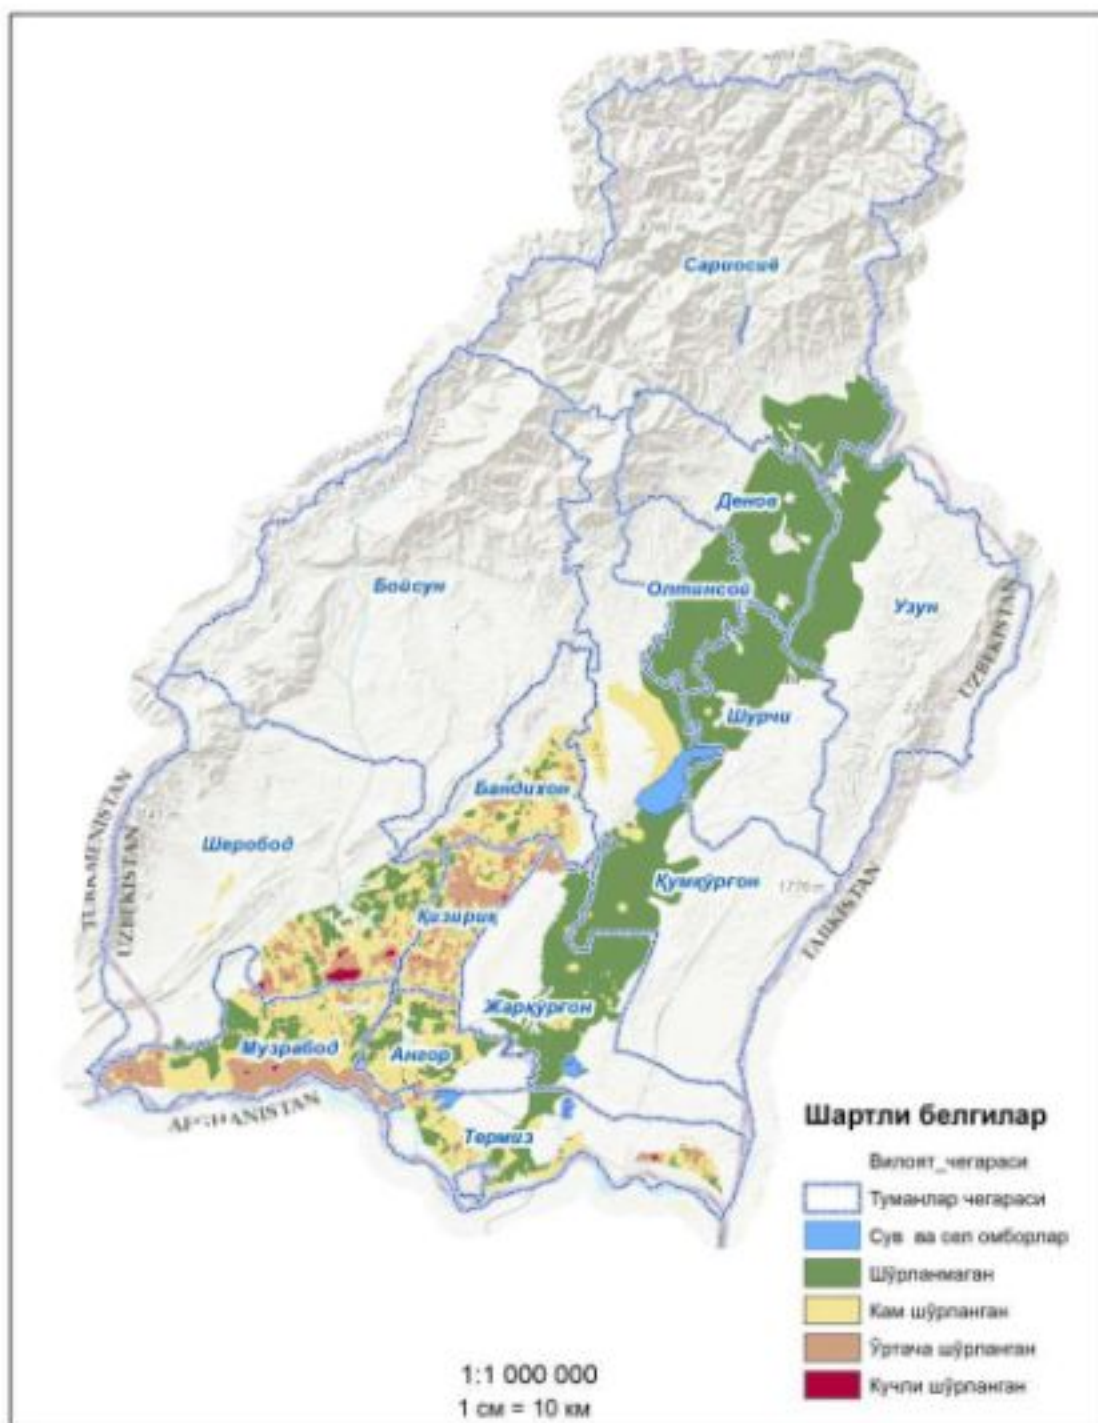 Сариосиё
Денов
Бойсун
Олтинсой
Узун
UZBEKISTAN
Шурчи
Бандихон
TURKMENISTAN
UZBEKISTAN
Шеробод
Қумқўрғон
1776 m
TAJIKISTAN
Қизириқ
Жарқўрғон
Музработ
Ангор
AFGHANISTAN
Термиз
Шартли белгилар
Вилоят_чегараси
Туманлар чегараси
Сув ва сел омборлар
Шўрланмаган
Кам шўрланган
Ўртача шўрланган
Кучли шўрланган
1:1 000 000
1 см = 10 км